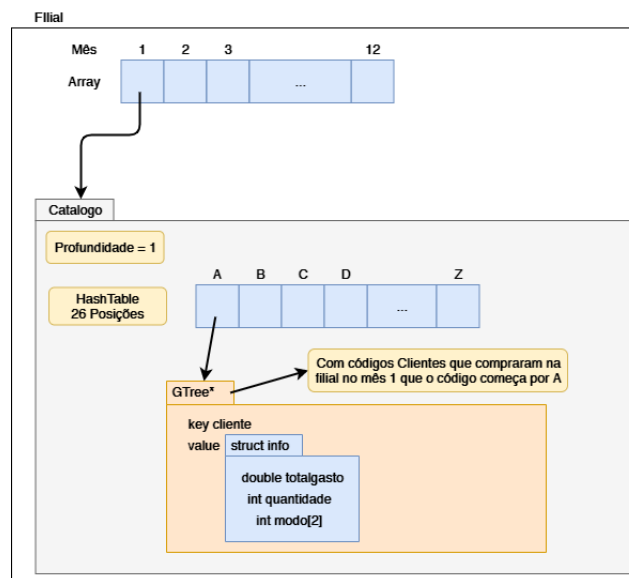 FIlial
Mês 1 2 3 12
Array ...
Catalogo
Profundidade = 1
A B C D Z
HashTable
26 Posições
...
Com códigos Clientes que compraram na
filial no mês 1 que o código começa por A
GTree*
key cliente
value struct info
double totalgasto
int quantidade
int modo[2]